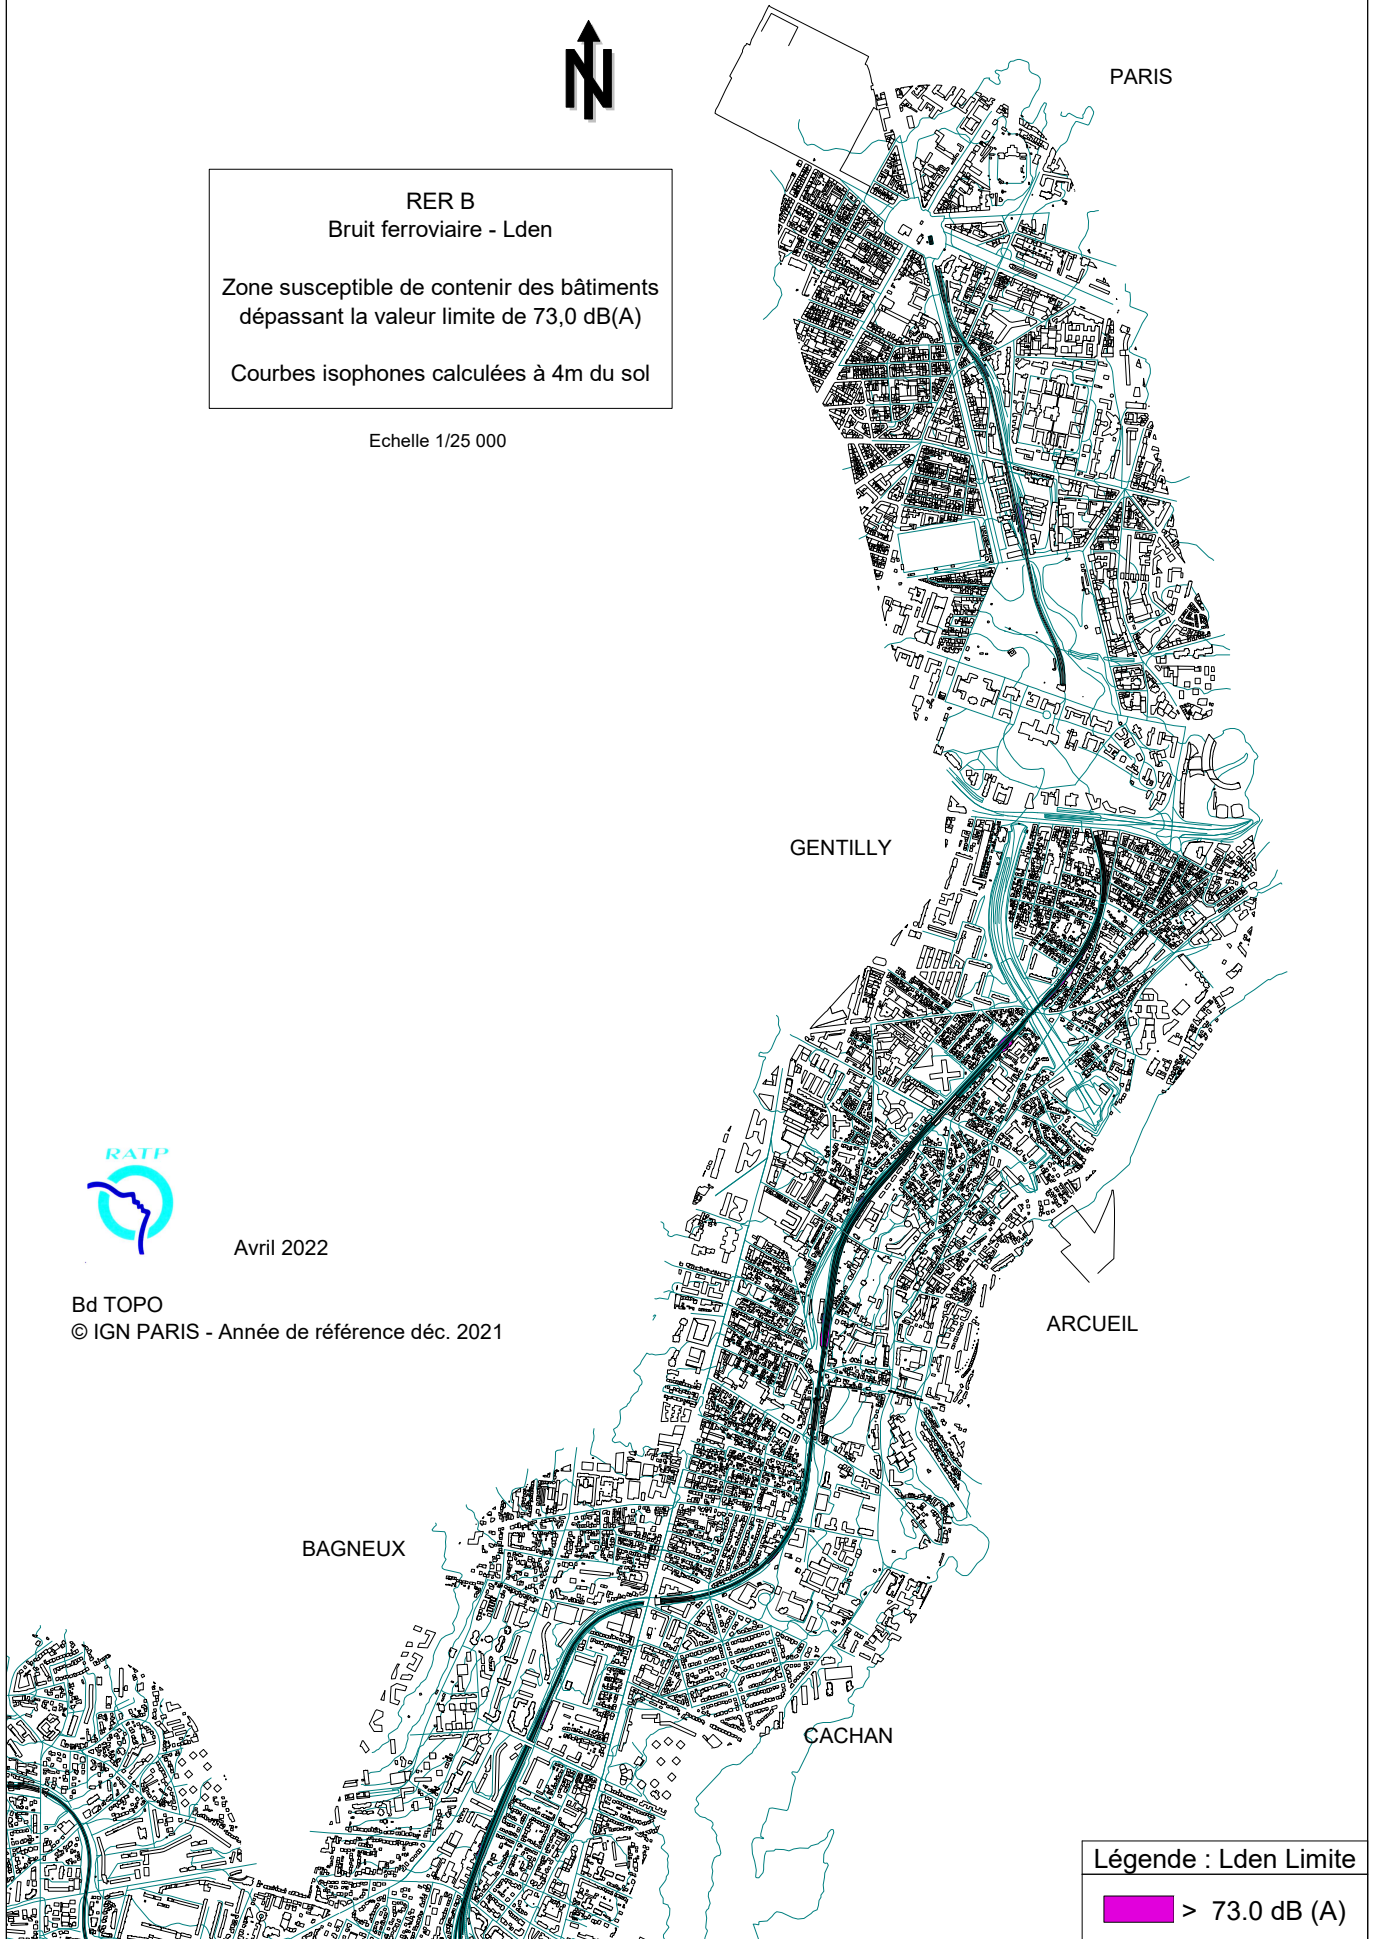 PARIS
RER B
Bruit ferroviaire - Lden
Zone susceptible de contenir des bâtiments
dépassant la valeur limite de 73,0 dB(A)
Courbes isophones calculées à 4m du sol
Echelle 1/25 000
GENTILLY
RATP
Avril 2022
Bd TOPO
© IGN PARIS - Année de référence déc. 2021
ARCUEIL
BAGNEUX
CACHAN
Légende : Lden Limite
> 73.0 dB (A)